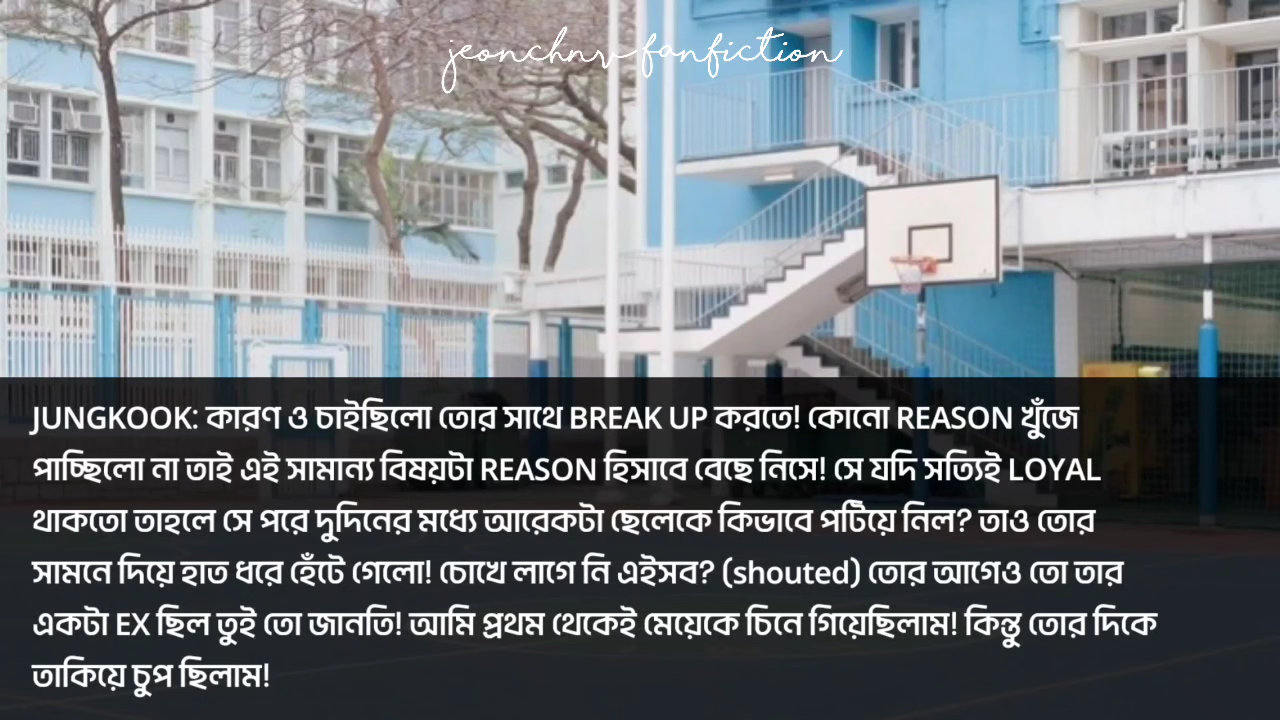 jeonchnr fanfiction
JUNGKOOK: কারণ ও চাইছিলো তোর সাথে BREAK UP করতে! কোনো REASON খুঁজে
পাচ্ছিলো না তাই এই সামান্য বিষয়টা REASON হিসাবে বেছে নিসে! সে যদি সত্যিই LOYAL
থাকতো তাহলে সে পরে দুদিনের মধ্যে আরেকটা ছেলেকে কিভাবে পটিয়ে নিল? তাও তোর
সামনে দিয়ে হাত ধরে হেঁটে গেলো! চোখে লাগে নি এইসব? (shouted) তোর আগেও তো তার
একটা EX ছিল তুই তো জানতি! আমি প্রথম থেকেই মেয়েকে চিনে গিয়েছিলাম! কিন্তু তোর দিকে
তাকিয়ে চুপ ছিলাম!